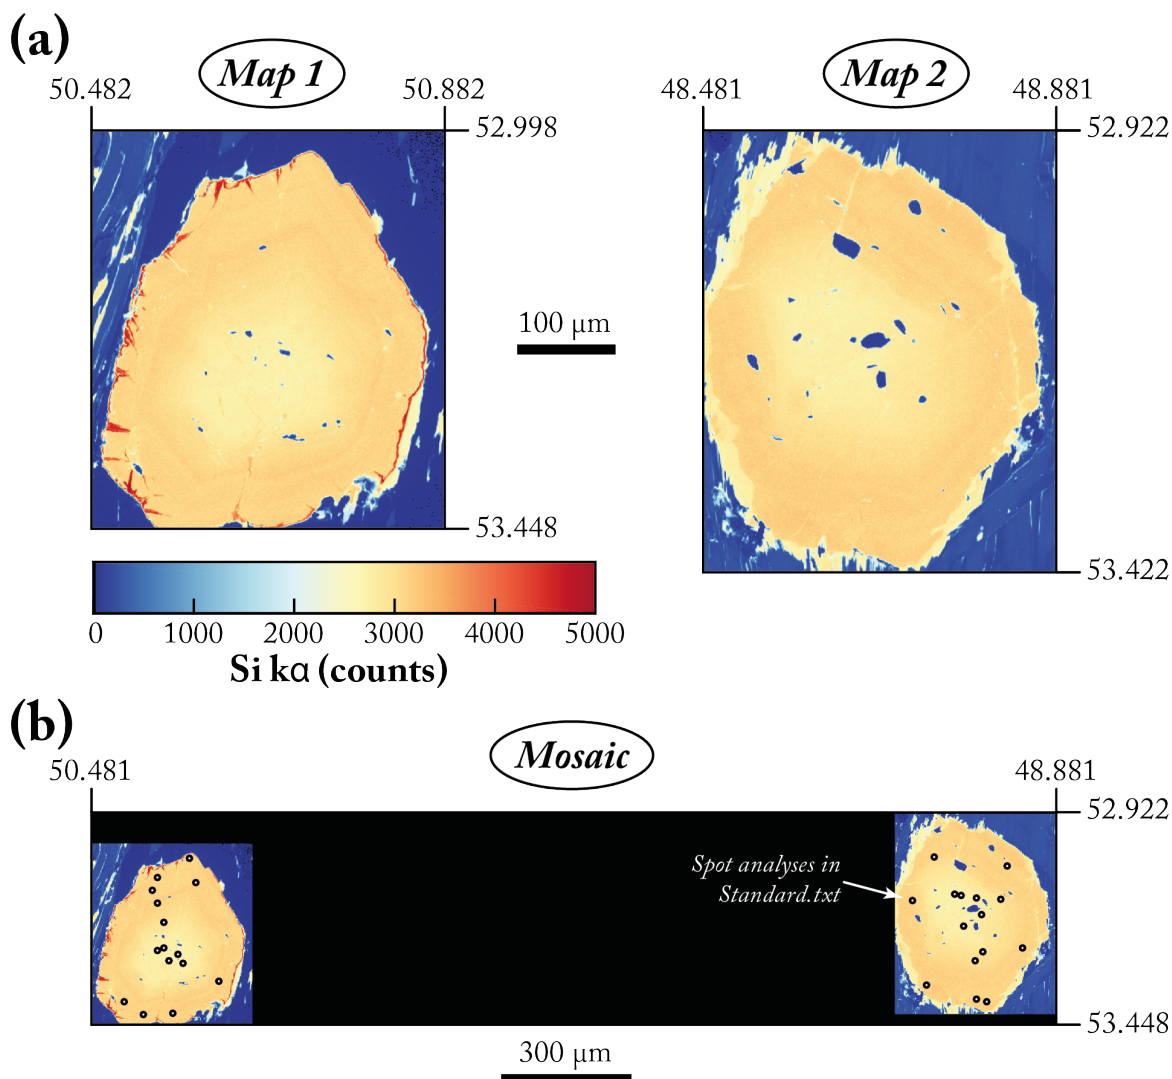 (a)
Map 1
Map 2
50.482
50.882
48.481
48.881
52.998
52.922
100 µm
53.448
53.422
0
1000
2000
3000
4000
5000
Si kα (counts)
(b)
Mosaic
50.481
48.881
52.922
Spot analyses in
Standard.txt
53.448
300 µm